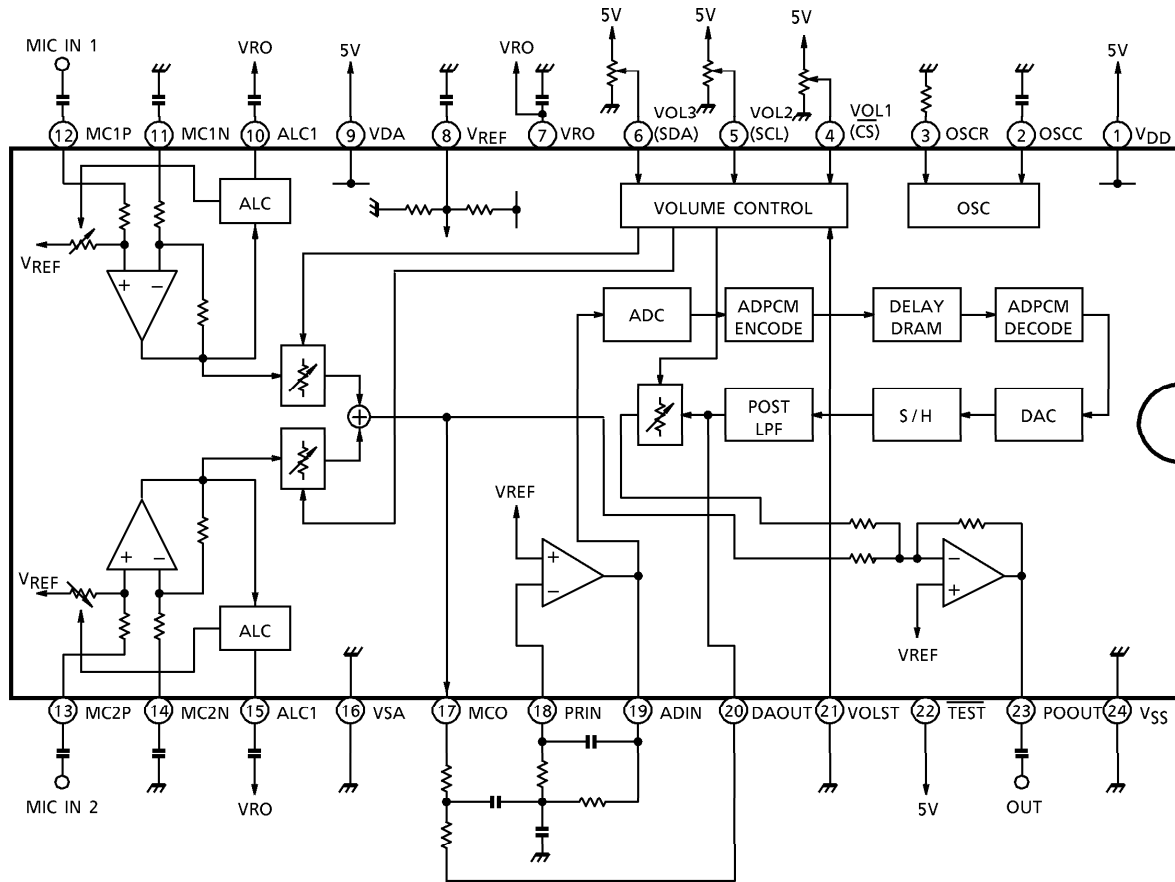 5V 5V 5V
MIC IN 1 VRO 5V VRO 5V
12 MC1P 11 MC1N 10 ALC1 9 VDA 8 VREF 7 VRO 6 VOL3 (SDA) 5 VOL2 (SCL) 4 VOL1 (CS) 3 OSCR 2 OSCC 1 VDD
ALC
VOLUME CONTROL
OSC
VREF
+ −
ADC
ADPCM ENCODE
DELAY DRAM
ADPCM DECODE
+
POST LPF
S / H
DAC
VREF
+ −
+ −
− +
VREF
ALC
VREF
13 MC2P 14 MC2N 15 ALC1 16 VSA 17 MCO 18 PRIN 19 ADIN 20 DAOUT 21 VOLST 22 TEST 23 POOUT 24 VSS
MIC IN 2 VRO 5V OUT